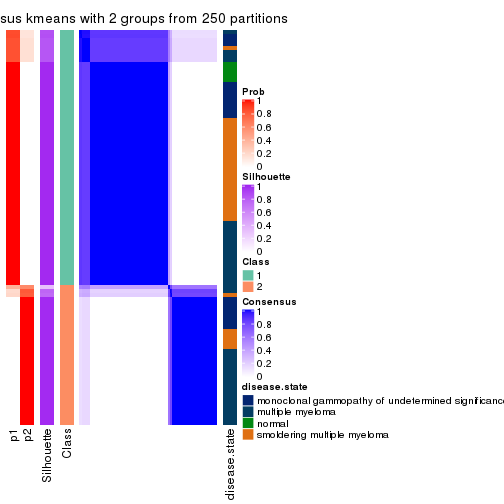 sus kmeans with 2 groups from 250 partitions
Prob
1
0.8
0.6
0.4
0.2
0
Silhouette
1
0.8
0.6
0.4
0.2
0
Class
1
2
Consensus
1
0.8
0.6
0.4
0.2
0
disease.state
monoclonal gammopathy of undetermined significance
multiple myeloma
normal
smoldering multiple myeloma
p1
p2
Silhouette
Class
disease.state